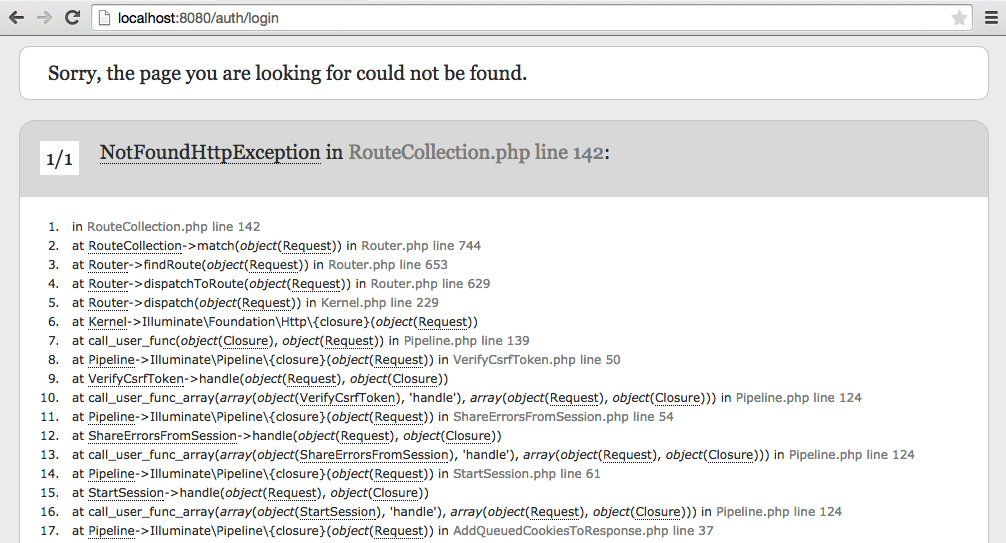 localhost:8080/auth/login
Sorry, the page you are looking for could not be found.
1/1 NotFoundHttpException in RouteCollection.php line 142:
1. in RouteCollection.php line 142
2. at RouteCollection->match(object(Request)) in Router.php line 744
3. at Router->findRoute(object(Request)) in Router.php line 653
4. at Router->dispatchToRoute(object(Request)) in Router.php line 629
5. at Router->dispatch(object(Request)) in Kernel.php line 229
6. at Kernel->Illuminate\Foundation\Http\{closure}(object(Request))
7. at call_user_func(object(Closure), object(Request)) in Pipeline.php line 139
8. at Pipeline->Illuminate\Pipeline\{closure}(object(Request)) in VerifyCsrfToken.php line 50
9. at VerifyCsrfToken->handle(object(Request), object(Closure))
10. at call_user_func_array(array(object(VerifyCsrfToken), 'handle'), array(object(Request), object(Closure))) in Pipeline.php line 124
11. at Pipeline->Illuminate\Pipeline\{closure}(object(Request)) in ShareErrorsFromSession.php line 54
12. at ShareErrorsFromSession->handle(object(Request), object(Closure))
13. at call_user_func_array(array(object(ShareErrorsFromSession), 'handle'), array(object(Request), object(Closure))) in Pipeline.php line 124
14. at Pipeline->Illuminate\Pipeline\{closure}(object(Request)) in StartSession.php line 61
15. at StartSession->handle(object(Request), object(Closure))
16. at call_user_func_array(array(object(StartSession), 'handle'), array(object(Request), object(Closure))) in Pipeline.php line 124
17. at Pipeline->Illuminate\Pipeline\{closure}(object(Request)) in AddQueuedCookiesToResponse.php line 37